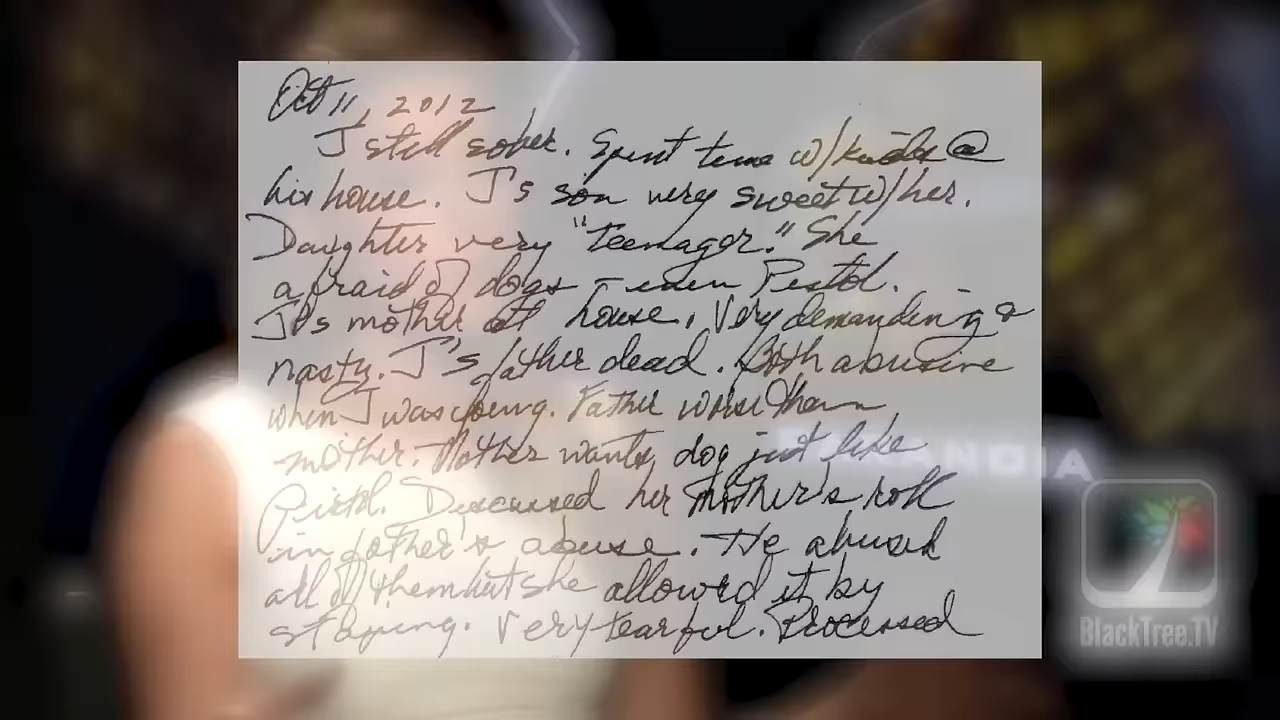 Oct 11, 2012
J still sober. Spent time w/ kids @
his house. J's son very sweet w/ her.
Daughter very "teenager." She
afraid of dogs - even Pistol.
J's mother at house. Very demanding &
nasty. J's father dead. Both abusive
when J was young. Father worse than
mother. Mother wants dog just like
Pistol. Discussed her mother's role
in father's abuse. He abused
all of them but she allowed it by
staying. Very tearful. Processed
RANOIA
BlackTree.TV